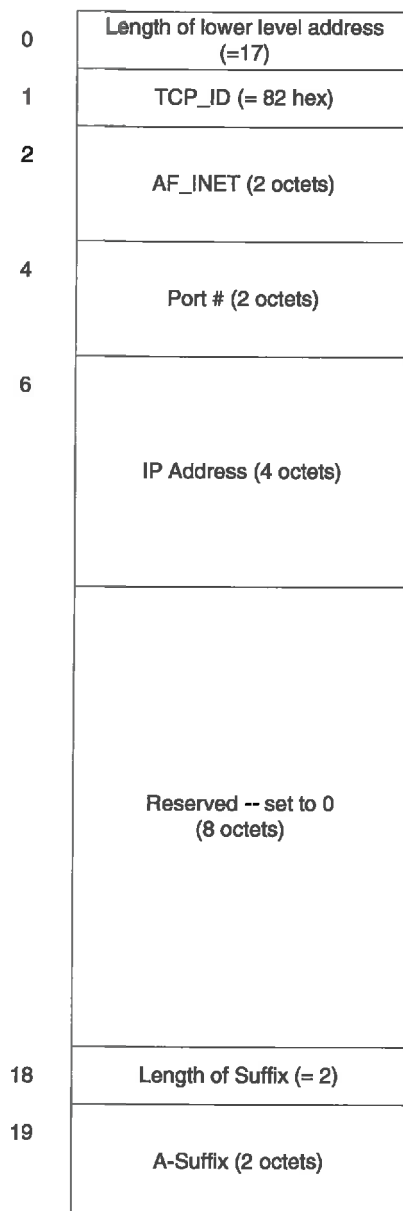 0
Length of lower level address
(=17)
1
TCP_ID (= 82 hex)
2
AF_INET (2 octets)
4
Port # (2 octets)
6
IP Address (4 octets)
Reserved -- set to 0
(8 octets)
18
Length of Suffix (= 2)
19
A-Suffix (2 octets)